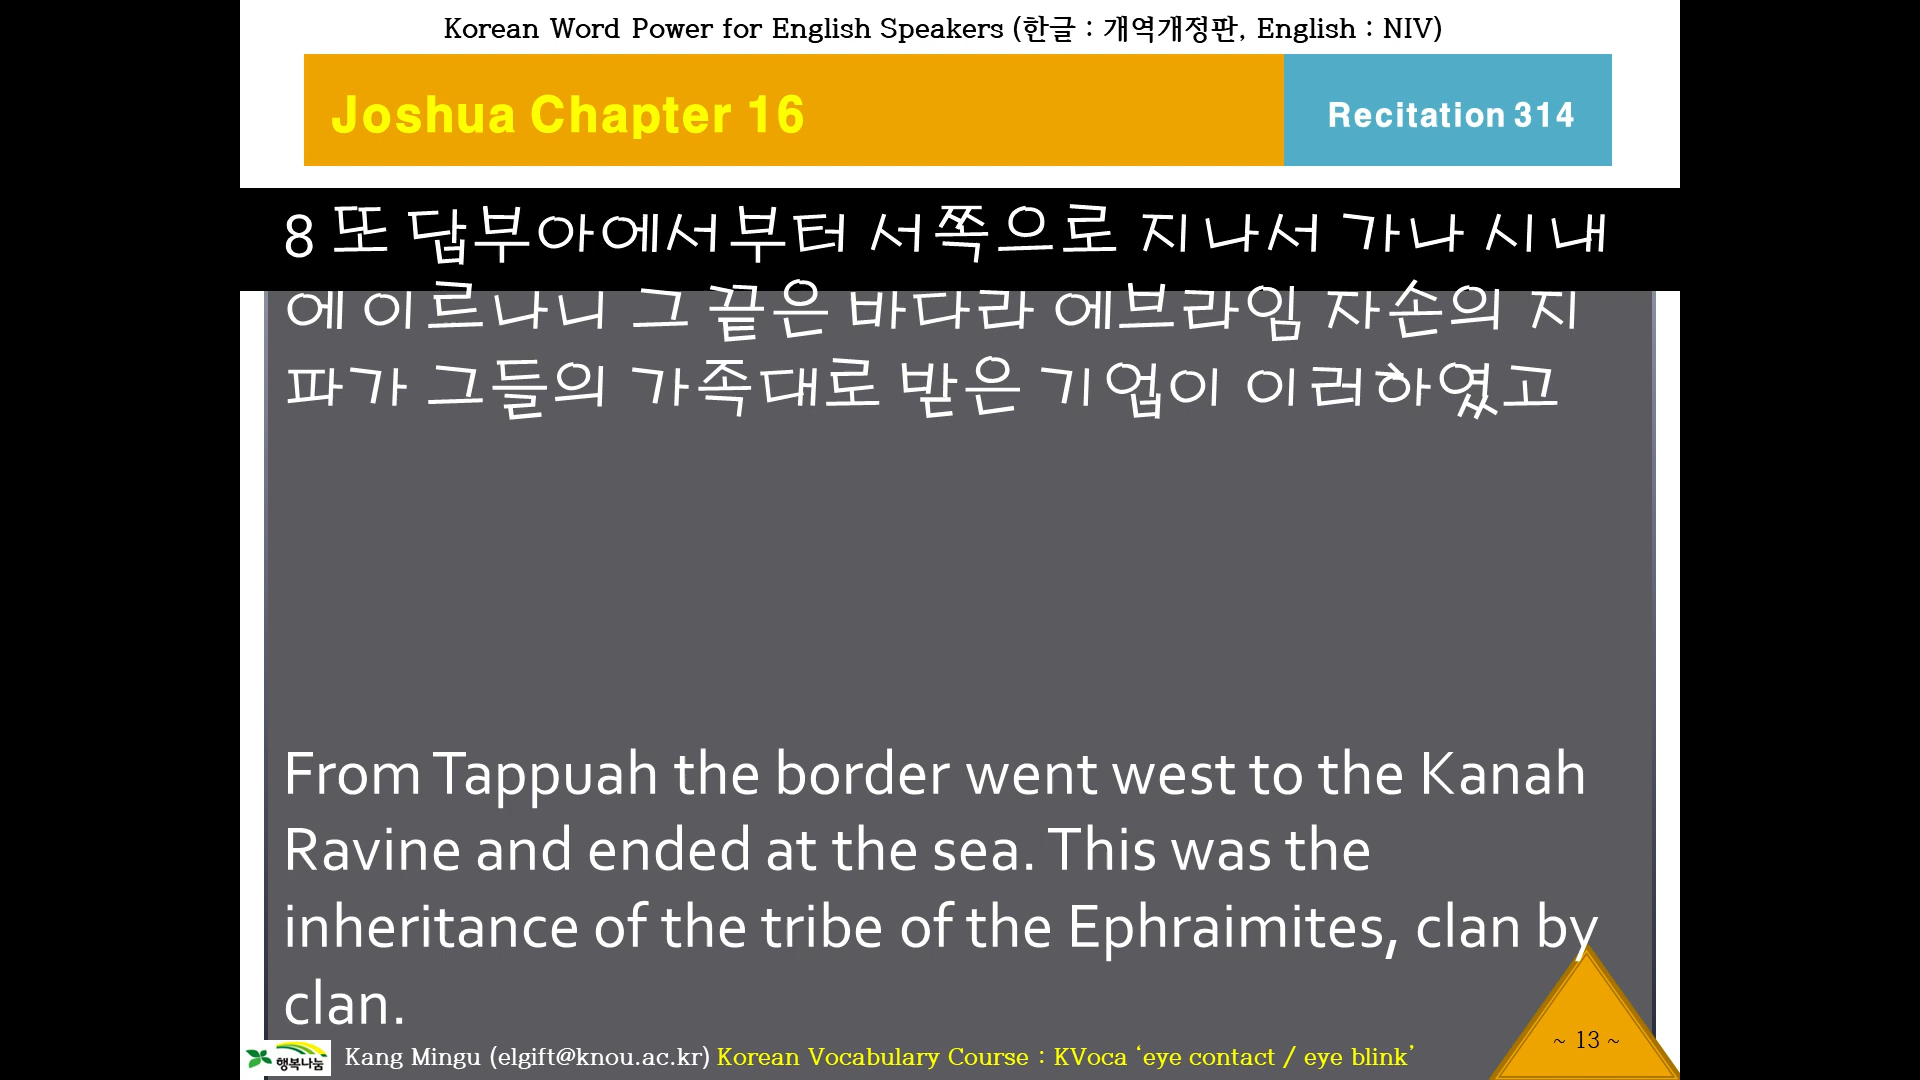 Korean Word Power for English Speakers (한글 : 개역개정판, English : NIV)
Joshua Chapter 16
Recitation 314
8 또 답부아에서부터 서쪽으로 지나서 가나 시내
에 이르나니 그 끝은 바다라 에브라임 자손의 지
파가 그들의 가족대로 받은 기업이 이러하였고
From Tappuah the border went west to the Kanah
Ravine and ended at the sea. This was the
inheritance of the tribe of the Ephraimites, clan by
clan.
~ 13 ~
행복나눔
Kang Mingu (elgift@knou.ac.kr) Korean Vocabulary Course : KVoca ‘eye contact / eye blink’